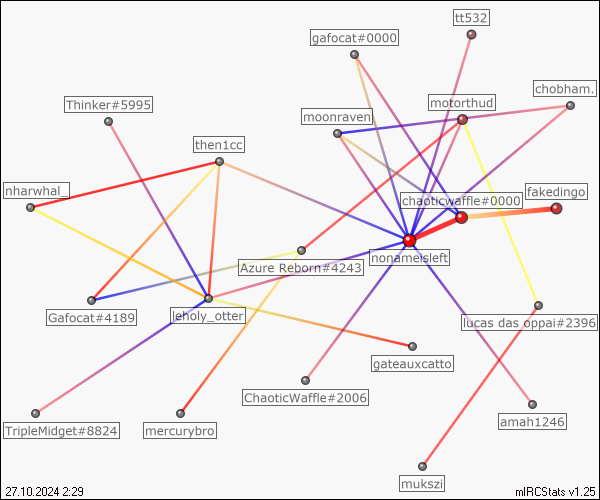 tt532
gafocat#0000
chobham.
Thinker#5995
motorthud
moonraven
then1cc
nharwhal_
fakedingo
chaoticwaffle#0000
nonameisleft
Azure Reborn#4243
Gafocat#4189
leholy_otter
lucas das oppai#2396
gateauxcatto
ChaoticWaffle#2006
TripleMidget#8824
mercurybro
amah1246
mukszi
27.10.2024 2:29
mIRCStats v1.25